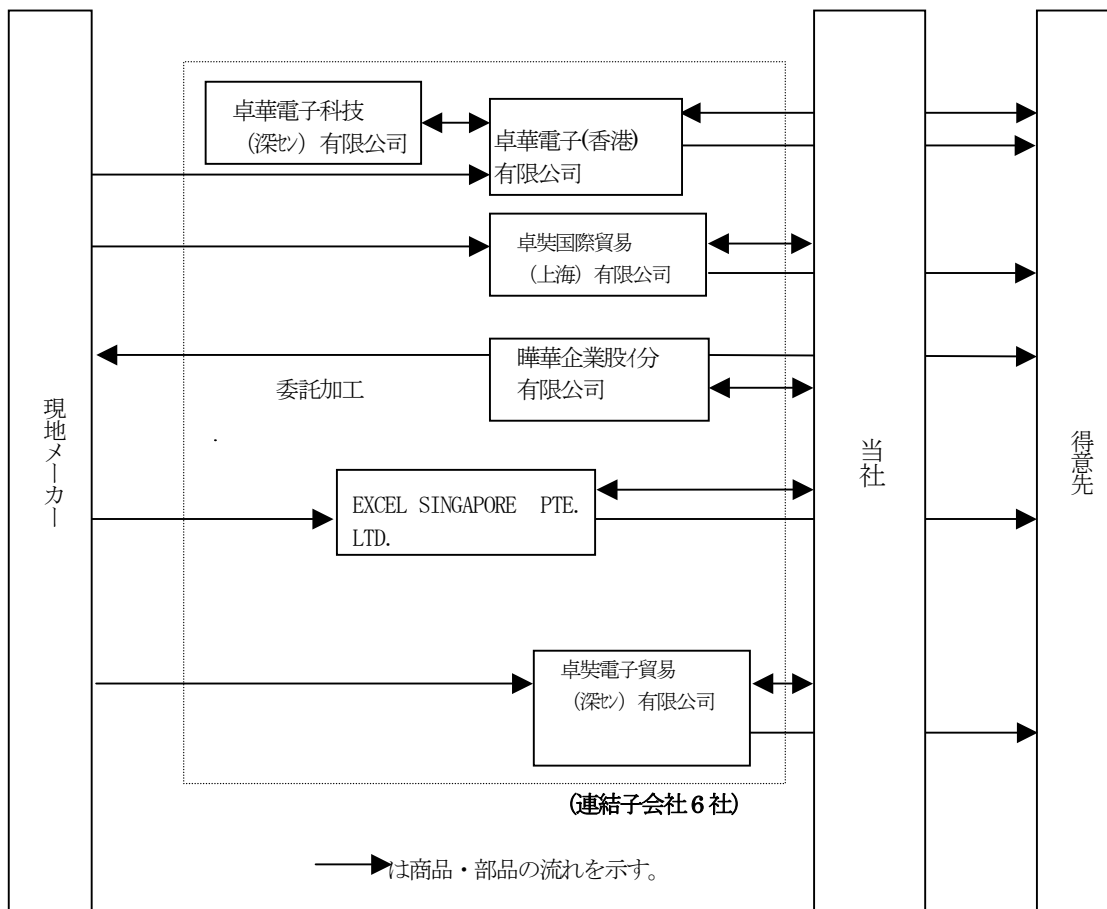 卓華電子科技
（深ｾﾝ）有限公司
卓華電子(香港)
有限公司
卓奘国際貿易
（上海）有限公司
曄華企業股ｲ分
有限公司
委託加工
現地メーカー
当社
得意先
EXCEL SINGAPORE PTE.
LTD.
卓奘電子貿易
（深ｾﾝ）有限公司
(連結子会社６社)
は商品・部品の流れを示す。